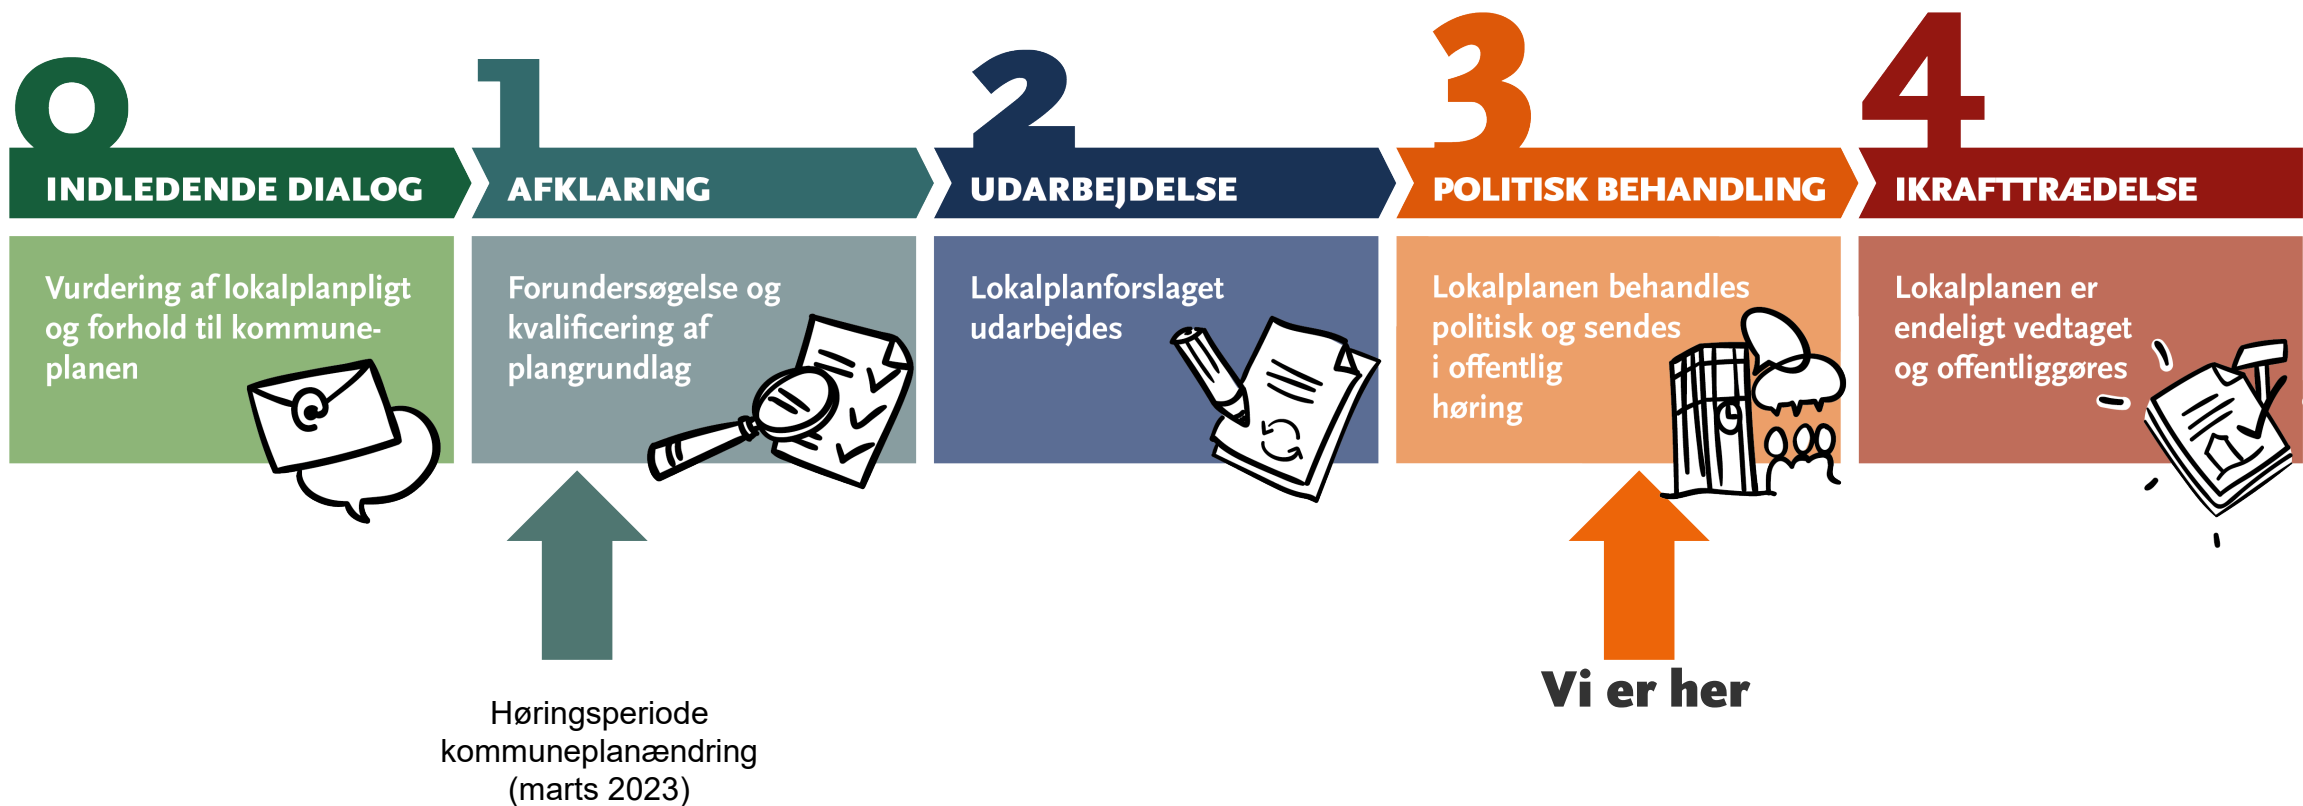 0
INDLEDENDE DIALOG
Vurdering af lokalplanpligt
og forhold til kommune-
planen
1
AFKLARING
Forundersøgelse og
kvalificering af
plangrundlag
2
UDARBEJDELSE
Lokalplanforslaget
udarbejdes
3
POLITISK BEHANDLING
Lokalplanen behandles
politisk og sendes
i offentlig
høring
4
IKRAFTTRÆDELSE
Lokalplanen er
endeligt vedtaget
og offentliggøres
Høringsperiode
kommuneplanændring
(marts 2023)
Vi er her